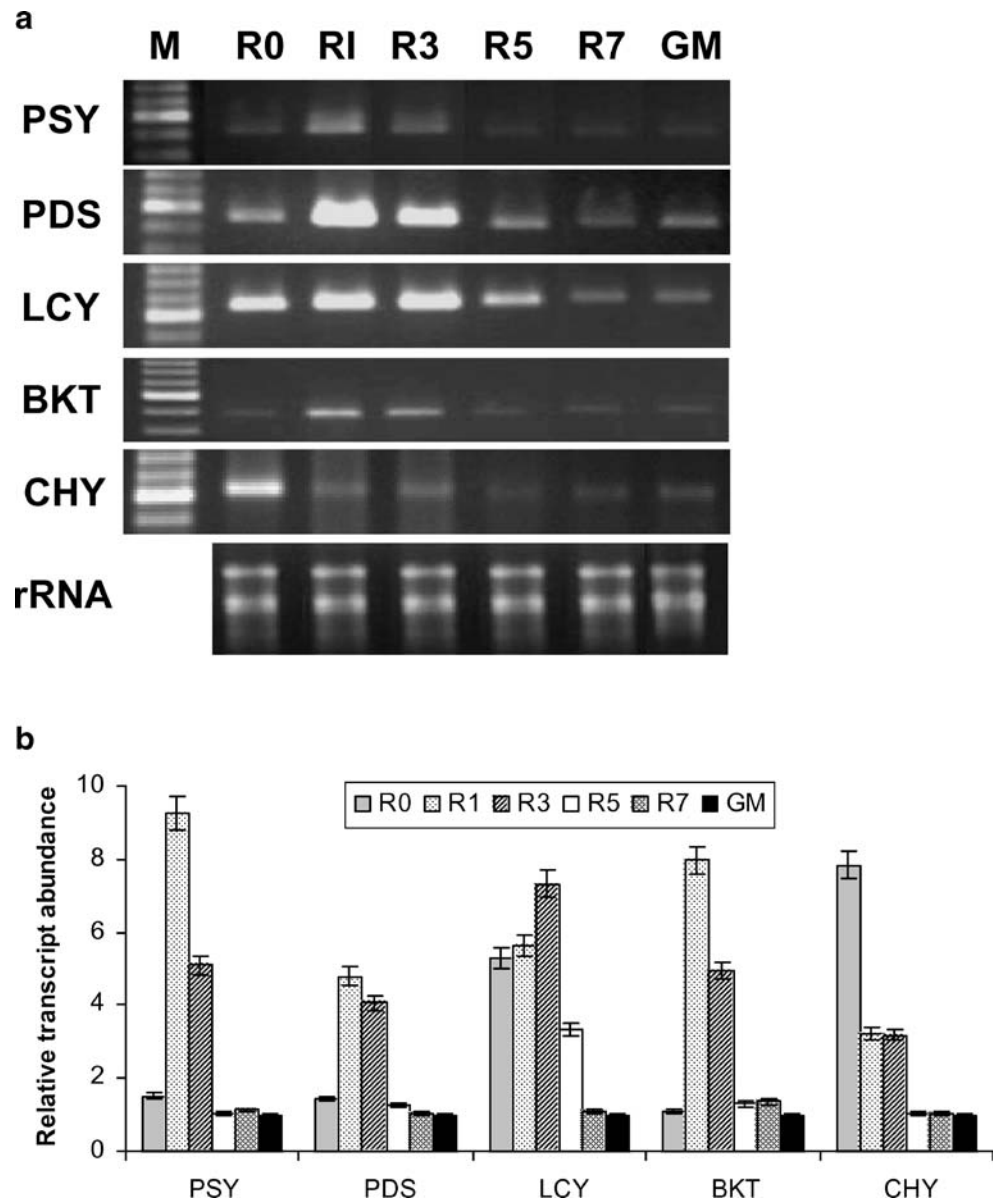 a
M R0 RI R3 R5 R7 GM
PSY
PDS
LCY
BKT
CHY
rRNA
b
Relative transcript abundance
10
8
6
4
2
0
R0 R1 R3 R5 R7 GM
PSY PDS LCY BKT CHY